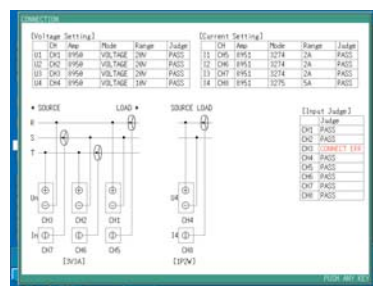 CONNECTION
[Voltage Setting] [Current Setting]
CH Amp Mode Range Judge CH Amp Mode Range Judge
U1 CH1 8950 VOLTAGE 20V PASS I1 CH5 8951 3274 2A PASS
U2 CH2 8950 VOLTAGE 20V PASS I2 CH6 8951 3274 2A PASS
U3 CH3 8950 VOLTAGE 20V PASS I3 CH7 8951 3274 2A PASS
U4 CH4 8950 VOLTAGE 10V PASS I4 CH8 8951 3275 5A PASS
SOURCE LOAD SOURCE LOAD
[Input Judge]
Judge
CH1 PASS
CH2 PASS
CH3 CONNECT ERR
CH4 PASS
CH5 PASS
CH6 PASS
CH7 PASS
CH8 PASS
R
S
T
Un U4
CH3 CH2 CH1 CH4
In I4
CH7 CH6 CH5 CH8
[3V3A] [1P2W]
PUSH ANY KEY